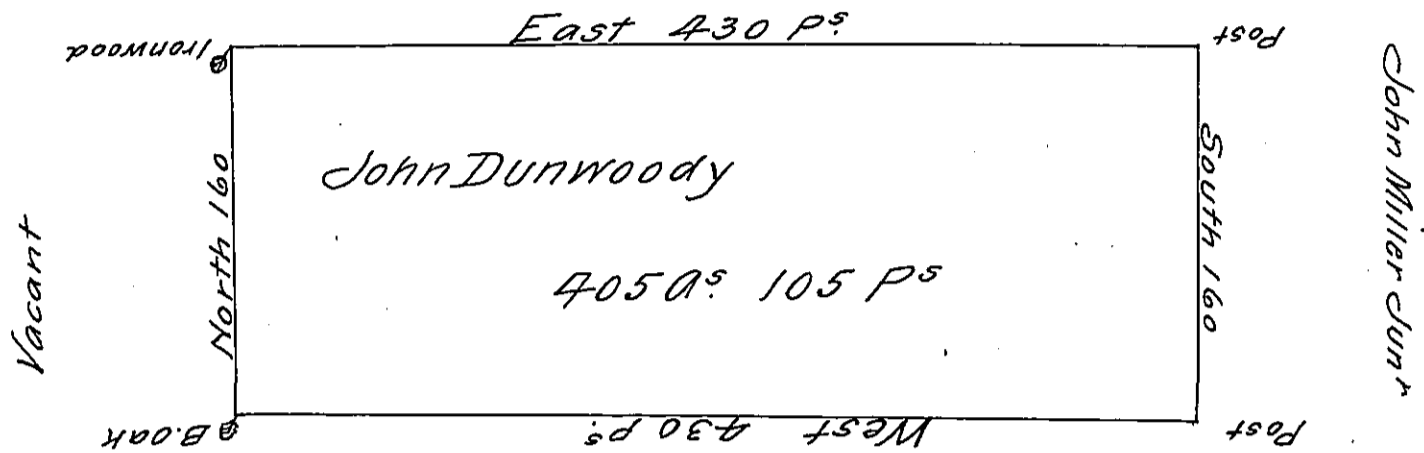 East 430 Pˢ.
Ironwood
Post
John Miller Junʳ
North 160
John Dunwoody
South 160
Vacant
405 aˢ. 105 Pˢ
B.oak
West 430 pˢ.
Post